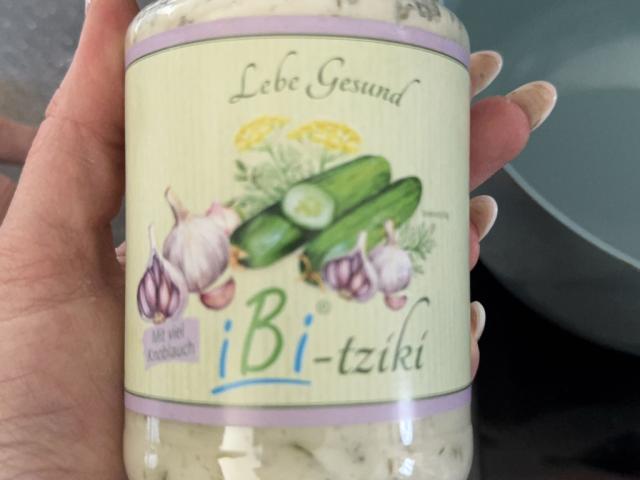 Lebe Gesund
Mit viel
Knoblauch
iBi®-tziki